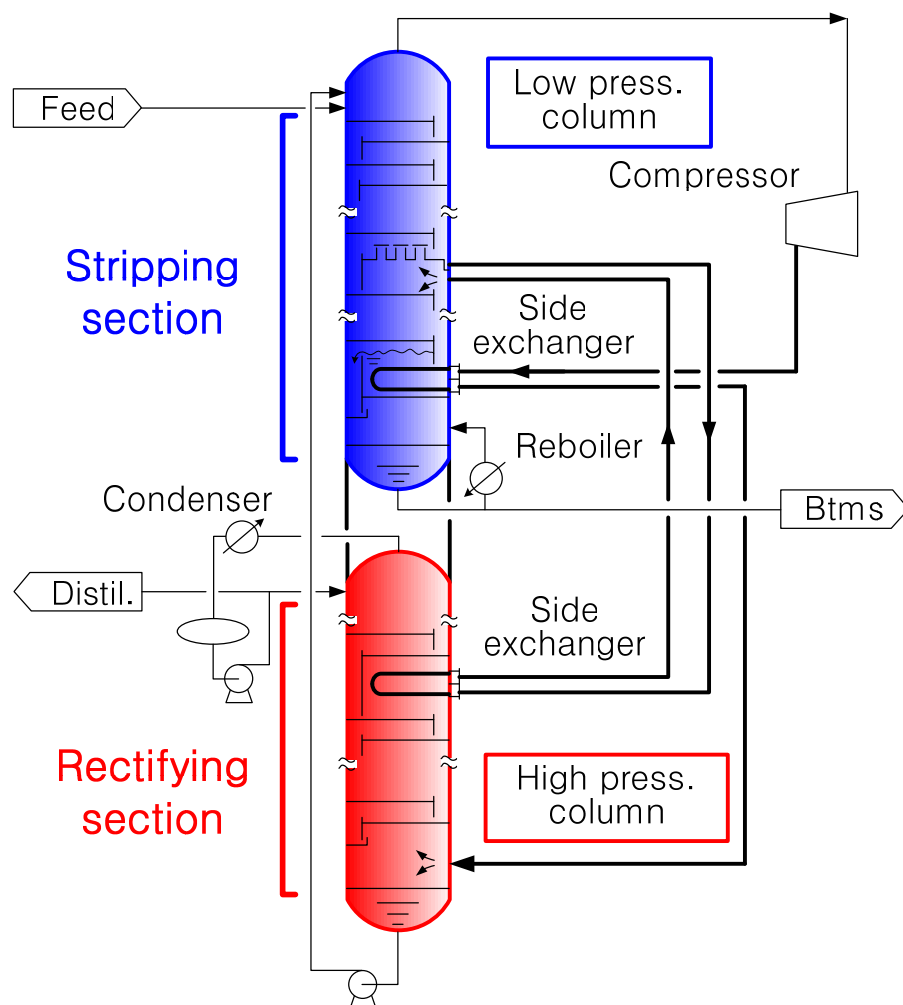 Feed
Low press.
column
Compressor
Stripping
section
Side
exchanger
Reboiler
Condenser
Btms
Distil.
Side
exchanger
Rectifying
section
High press.
column